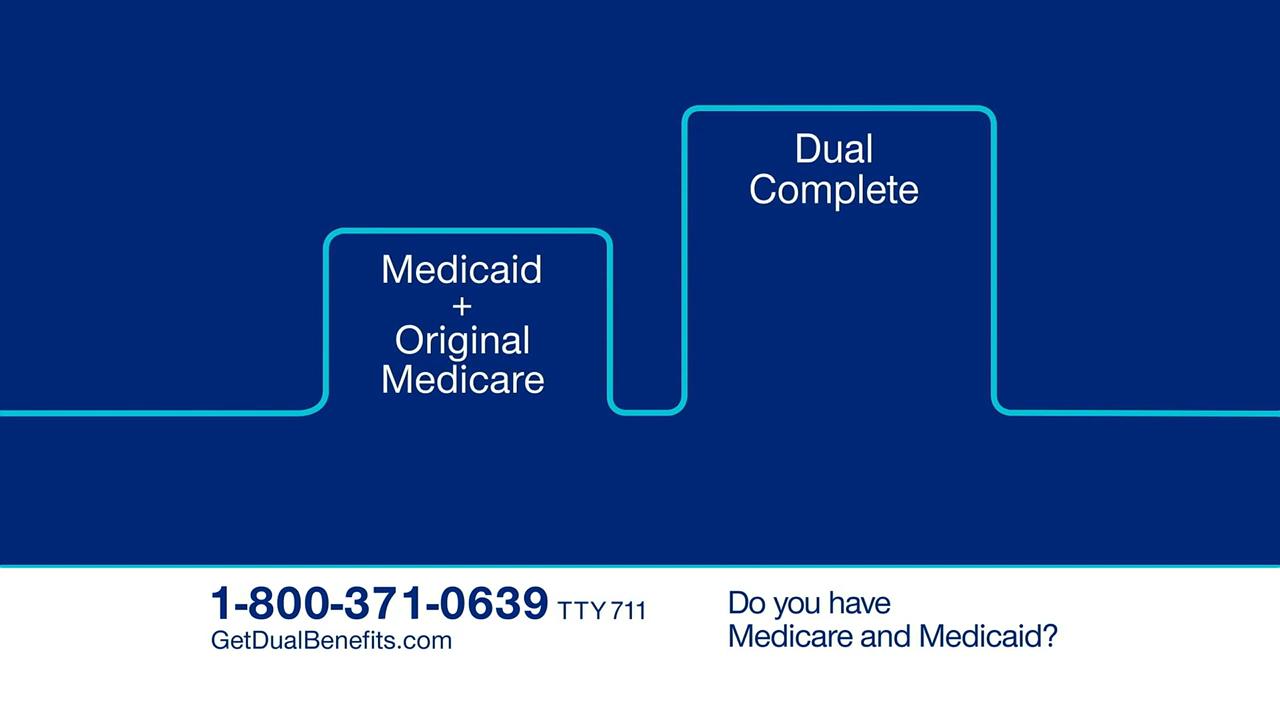 Dual
Complete
Medicaid
+
Original
Medicare
1-800-371-0639 TTY 711
GetDualBenefits.com
Do you have
Medicare and Medicaid?